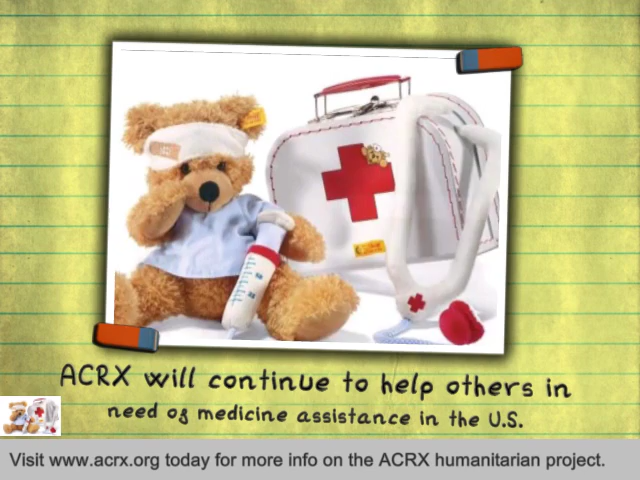 ACRX will continue to help others in
need of medicine assistance in the U.S.
Visit www.acrx.org today for more info on the ACRX humanitarian project.